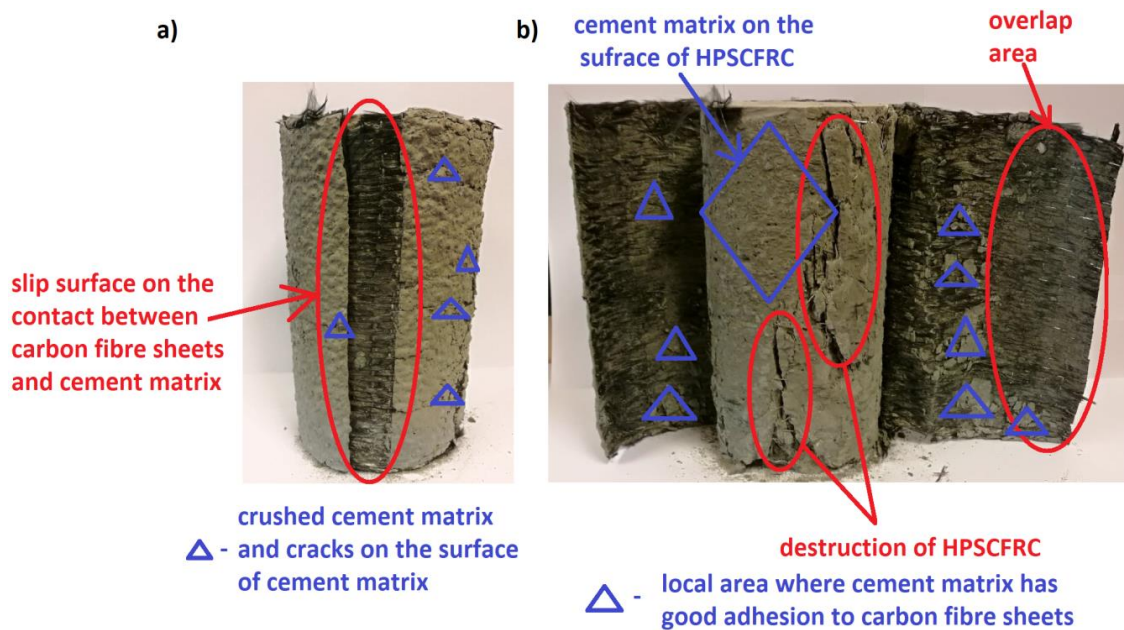 a)
slip surface on the
contact between
carbon fibre sheets
and cement matrix
crushed cement matrix
- and cracks on the surface
of cement matrix
b)
cement matrix on the
sufrace of HPSCFRC
overlap
area
destruction of HPSCFRC
- local area where cement matrix has
good adhesion to carbon fibre sheets